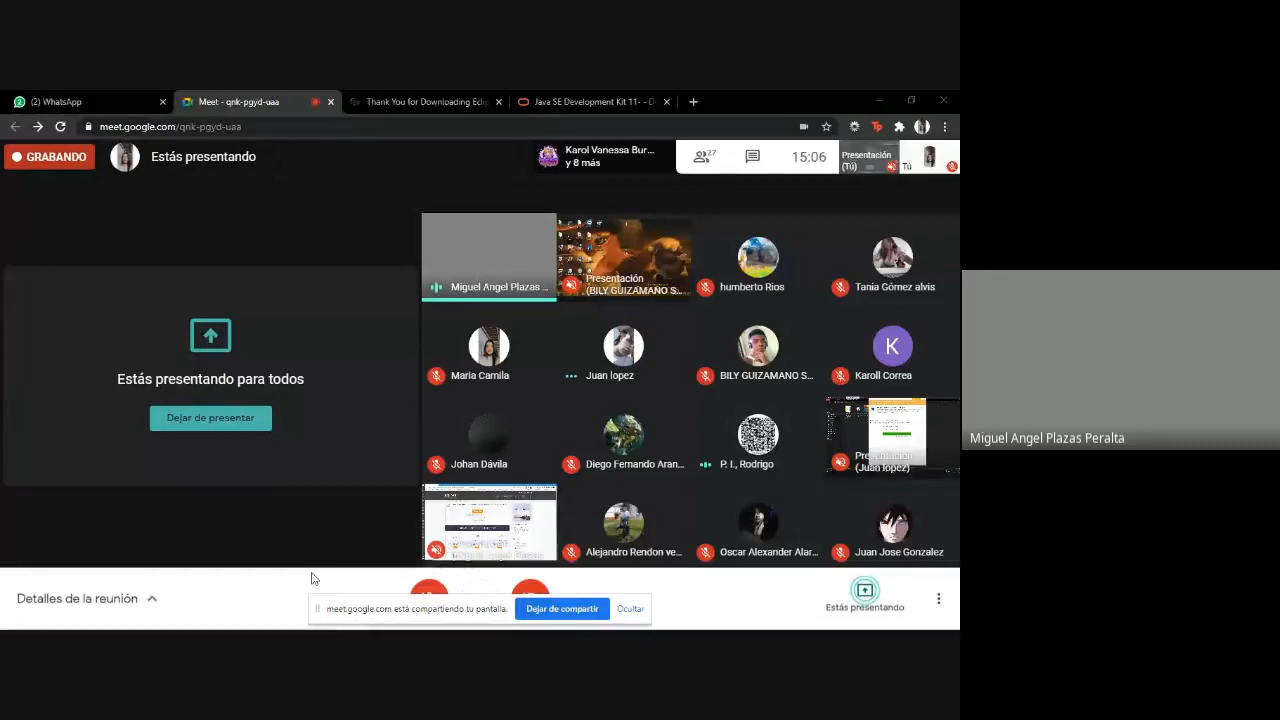 (2) WhatsApp
Meet - qnk-pgyd-uaa
Thank You for Downloading Ecli
Java SE Development Kit 11- - D
meet.google.com/qnk-pgyd-uaa
GRABANDO
Estás presentando
Karol Vanessa Bur...
y 8 más
27
15:06
Presentación
(Tú)
Tú
Miguel Angel Plazas ...
Presentación
(BILY GUIZAMANO S...
humberto Rios
Tania Gómez alvis
Estás presentando para todos
Dejar de presentar
Maria Camila
Juan lopez
BILY GUIZAMANO S...
K
Karoll Correa
Johan Dávila
Diego Fernando Aran...
P. I., Rodrigo
Presentación
(Juan lopez)
Miguel Angel Plazas Peralta
Alejandro Rendon ve...
Oscar Alexander Alar...
Juan Jose Gonzalez
Detalles de la reunión
meet.google.com está compartiendo tu pantalla.
Dejar de compartir
Ocultar
Estás presentando